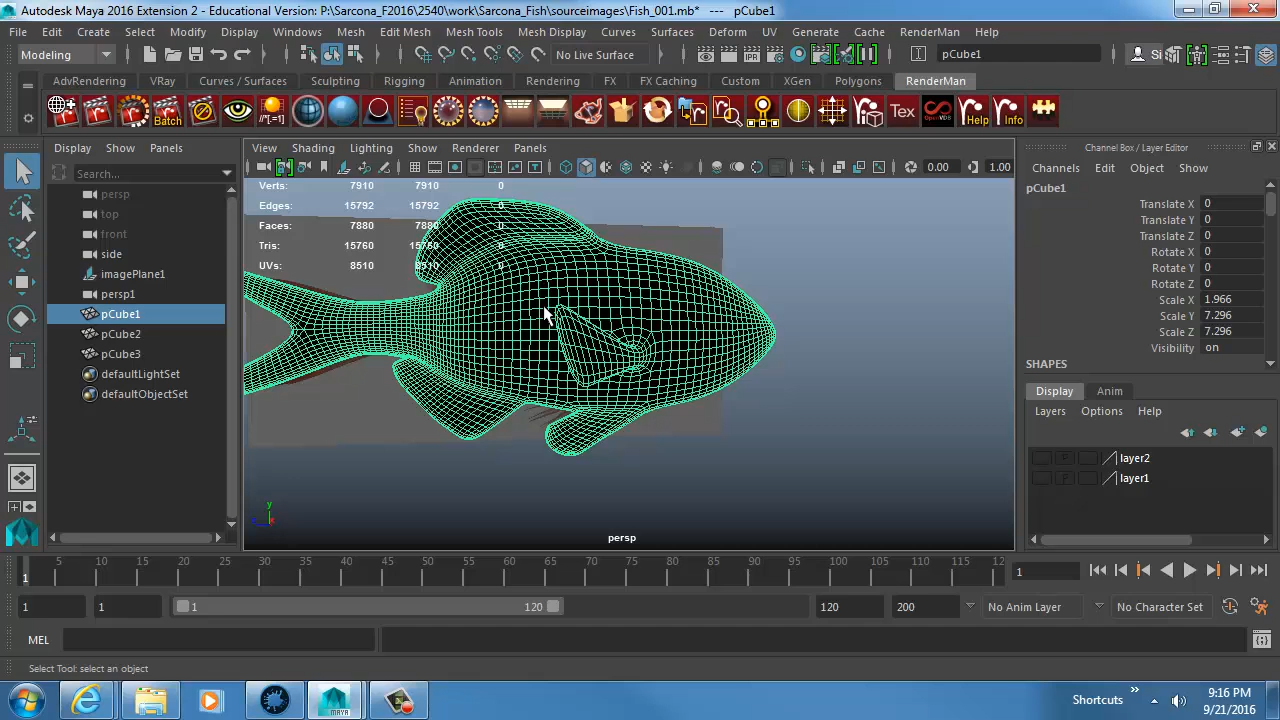 Autodesk Maya 2016 Extension 2 - Educational Version: P:\Sarcona_F2016\2540\work\Sarcona_Fish\sourceimages\Fish_001.mb* --- pCube1
File Edit Create Select Modify Display Windows Mesh Edit Mesh Mesh Tools Mesh Display Curves Surfaces Deform UV Generate Cache RenderMan Help
Modeling No Live Surface pCube1 Si
AdvRendering VRay Curves / Surfaces Sculpting Rigging Animation Rendering FX FX Caching Custom XGen Polygons RenderMan
Batch //*[=!] Tex OpenVDB Help Info
Display Show Panels
Search...
persp
top
front
side
imagePlane1
persp1
pCube1
pCube2
pCube3
defaultLightSet
defaultObjectSet
View Shading Lighting Show Renderer Panels
0.00 1.00
Verts: 7910 7910 0
Edges: 15792 15792 0
Faces: 7880 7880 0
Tris: 15760 15760 0
UVs: 8510 8510 0
y
persp
Channel Box / Layer Editor
Channels Edit Object Show
pCube1
Translate X 0
Translate Y 0
Translate Z 0
Rotate X 0
Rotate Y 0
Rotate Z 0
Scale X 1.966
Scale Y 7.296
Scale Z 7.296
Visibility on
SHAPES
Display Anim
Layers Options Help
P layer2
P layer1
5 10 15 20 25 30 35 40 45 50 55 60 65 70 75 80 85 90 95 100 105 110 115 12
1 1
1 1 1 120 120 200 No Anim Layer No Character Set
MEL
Select Tool: select an object
MAYA
Shortcuts
9:16 PM
9/21/2016